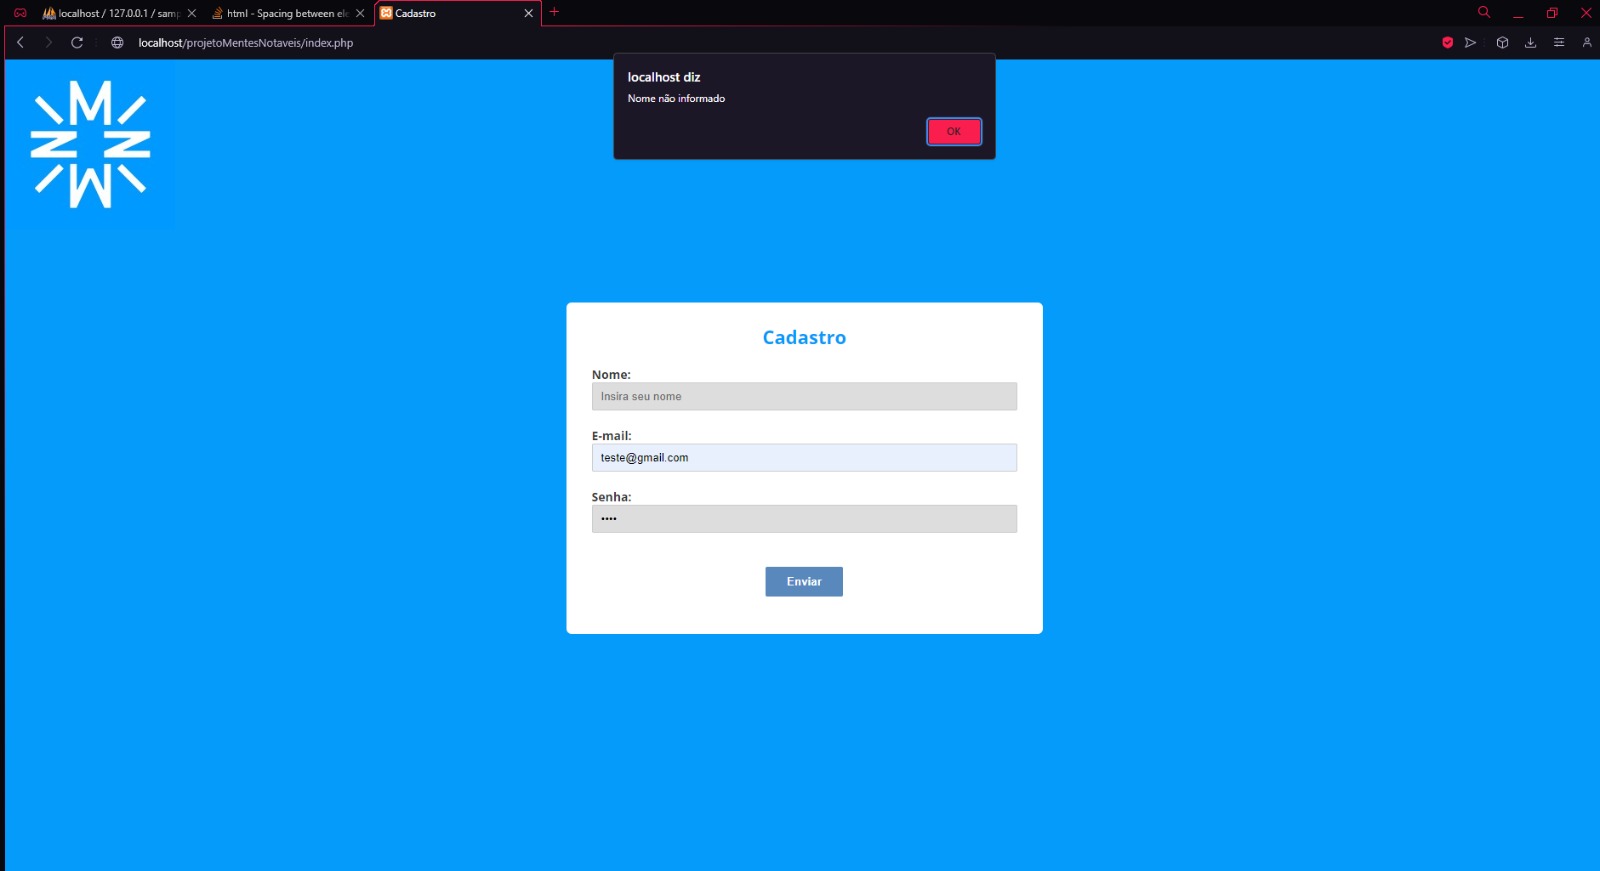 localhost / 127.0.0.1 / samp
html - Spacing between ele
Cadastro
localhost/projetoMentesNotaveis/index.php
localhost diz
Nome não informado
OK
Cadastro
Nome:
Insira seu nome
E-mail:
teste@gmail.com
Senha:
••••
Enviar